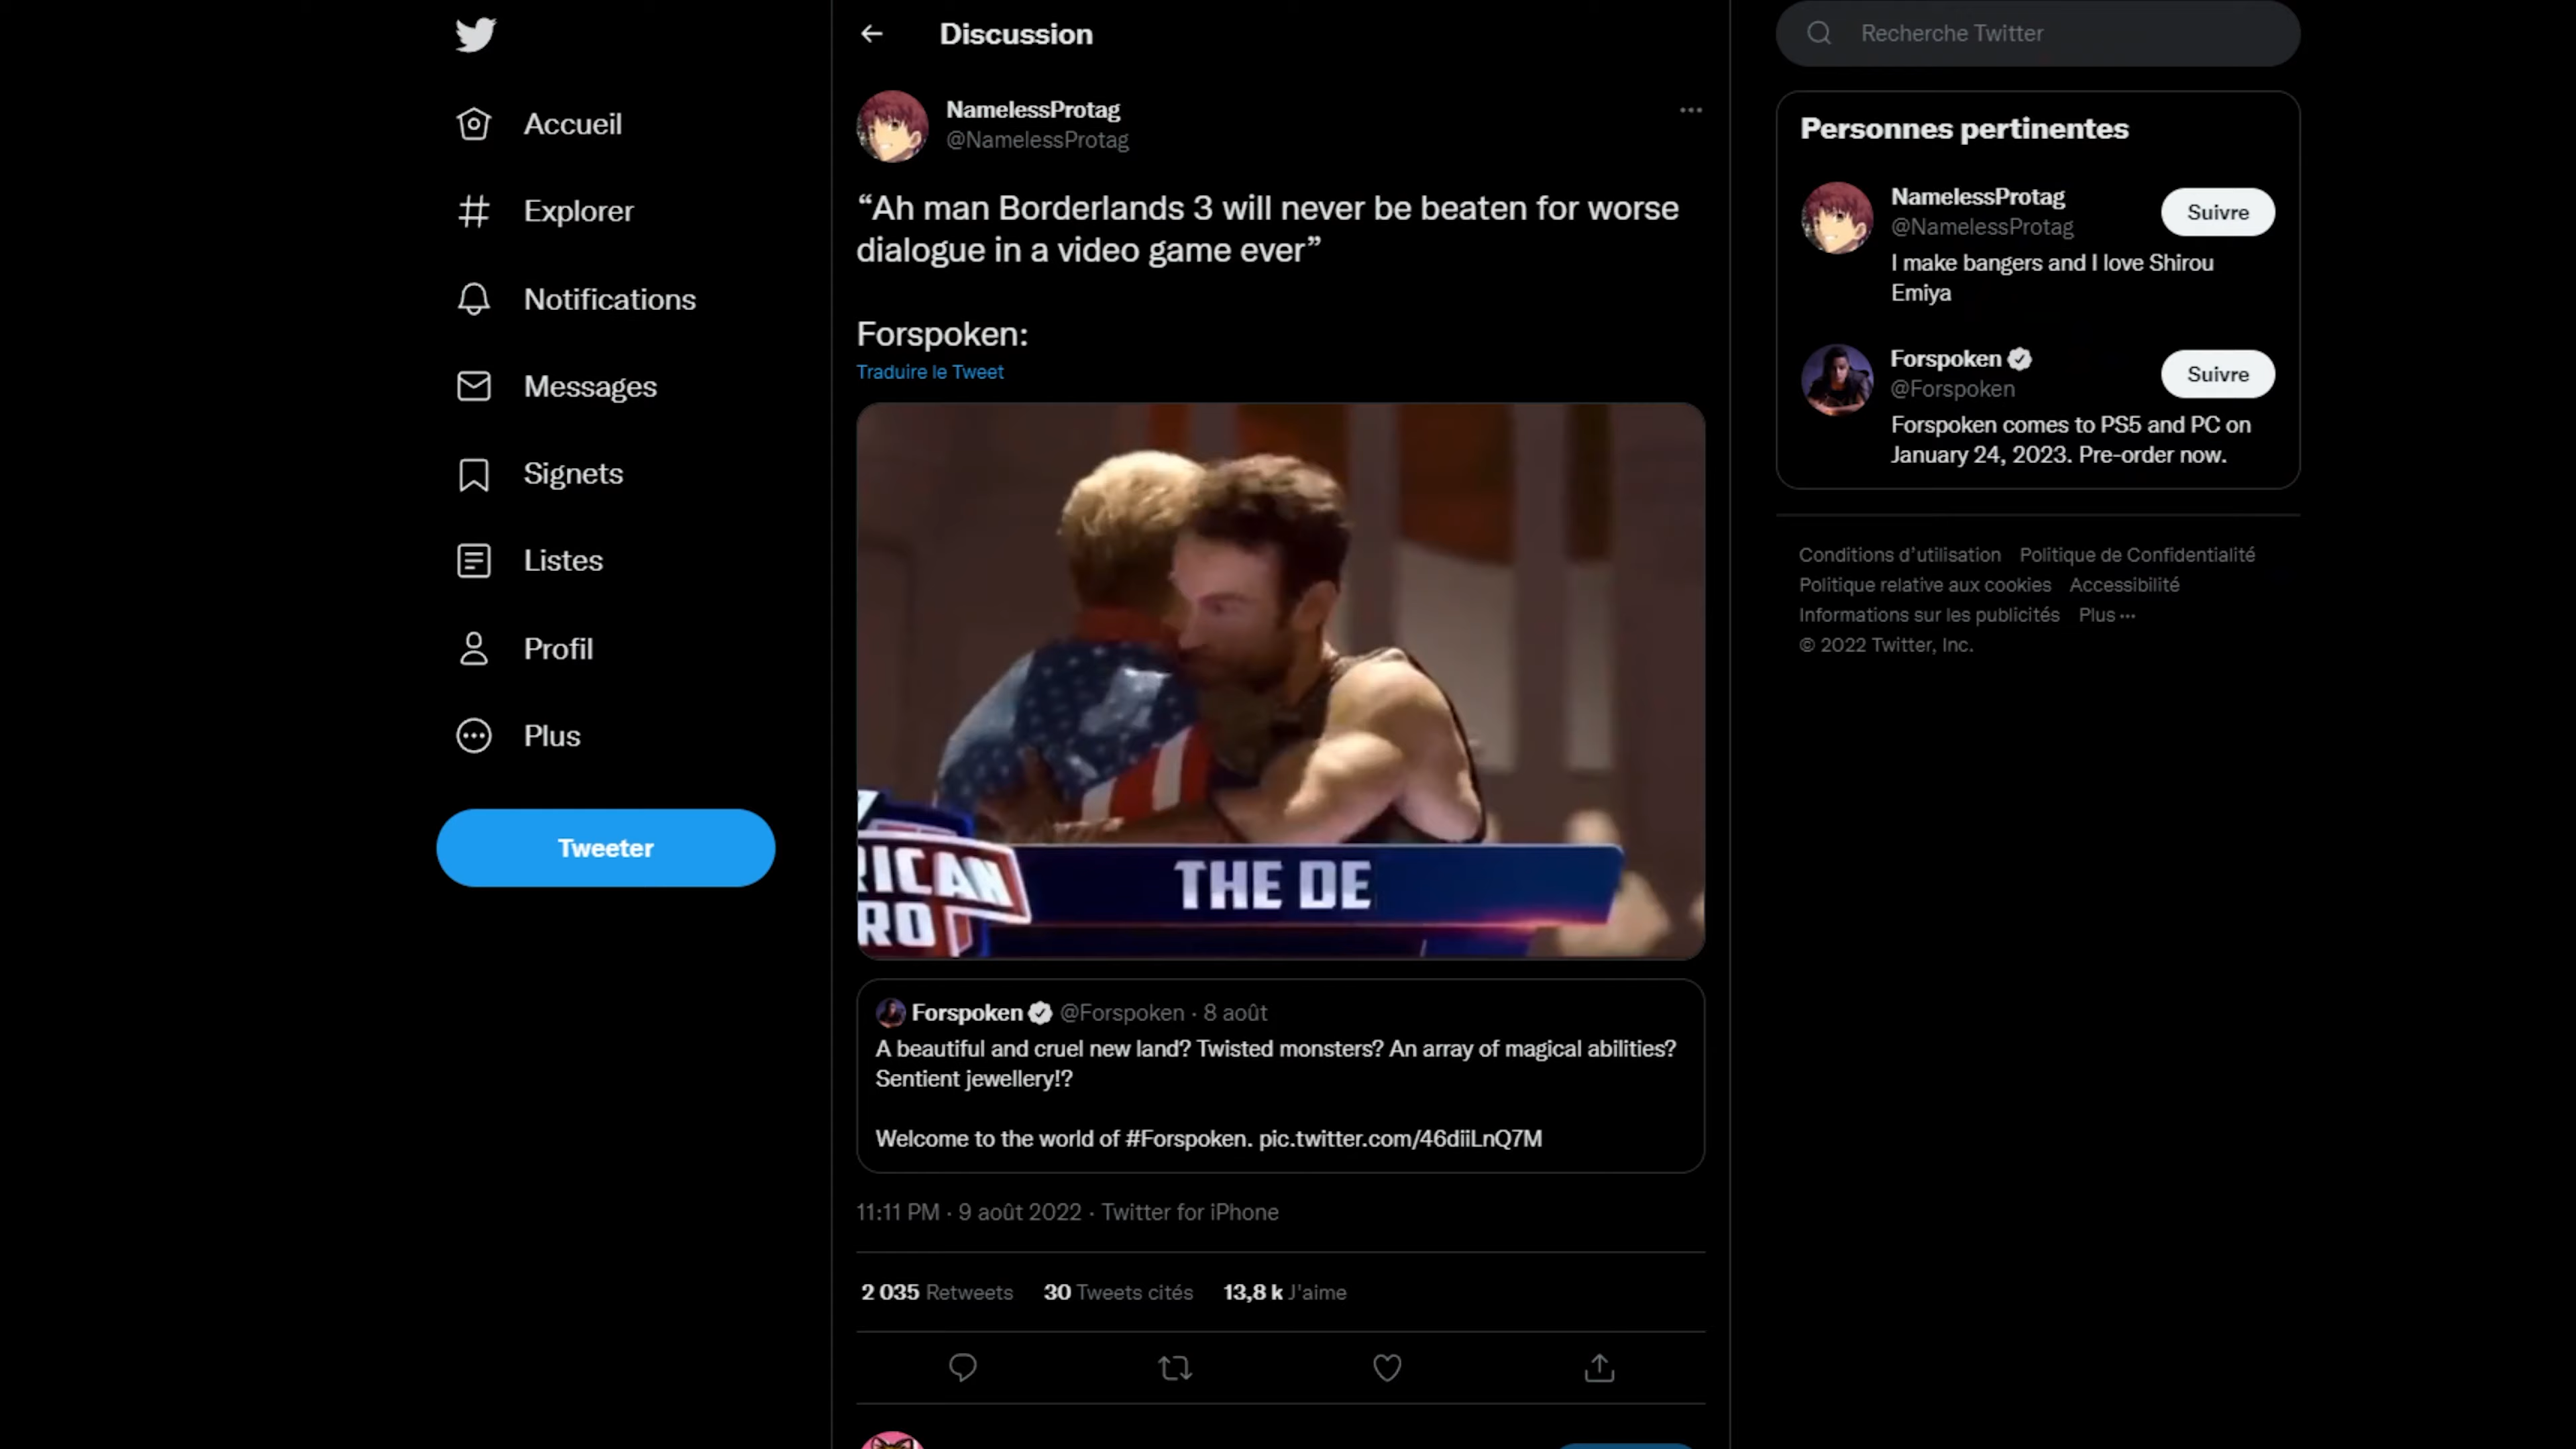 Accueil
Explorer
Notifications
Messages
Signets
Listes
Profil
Plus
Tweeter
Discussion
NamelessProtag
@NamelessProtag
“Ah man Borderlands 3 will never be beaten for worse
dialogue in a video game ever”
Forspoken:
Traduire le Tweet
RICAN
RO
THE DE
Forspoken @Forspoken · 8 août
A beautiful and cruel new land? Twisted monsters? An array of magical abilities?
Sentient jewellery!?
Welcome to the world of #Forspoken. pic.twitter.com/46diiLnQ7M
11:11 PM · 9 août 2022 · Twitter for iPhone
2 035 Retweets 30 Tweets cités 13,8 k J'aime
Recherche Twitter
Personnes pertinentes
NamelessProtag
@NamelessProtag
Suivre
I make bangers and I love Shirou
Emiya
Forspoken
@Forspoken
Suivre
Forspoken comes to PS5 and PC on
January 24, 2023. Pre-order now.
Conditions d'utilisation Politique de Confidentialité
Politique relative aux cookies Accessibilité
Informations sur les publicités Plus ···
© 2022 Twitter, Inc.